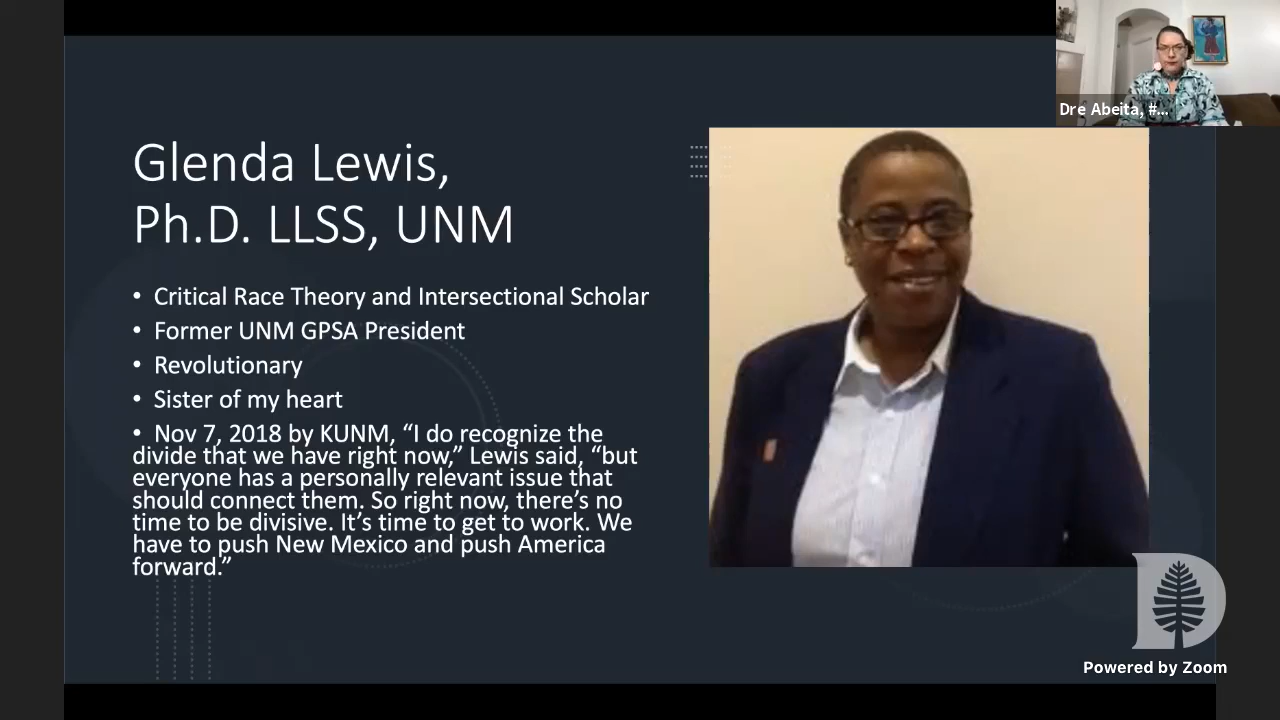 Dre Abeita, #...
Glenda Lewis,
Ph.D. LLSS, UNM
• Critical Race Theory and Intersectional Scholar
• Former UNM GPSA President
• Revolutionary
• Sister of my heart
• Nov 7, 2018 by KUNM, “I do recognize the
divide that we have right now,” Lewis said, “but
everyone has a personally relevant issue that
should connect them. So right now, there’s no
time to be divisive. It’s time to get to work. We
have to push New Mexico and push America
forward.”
D
Powered by Zoom